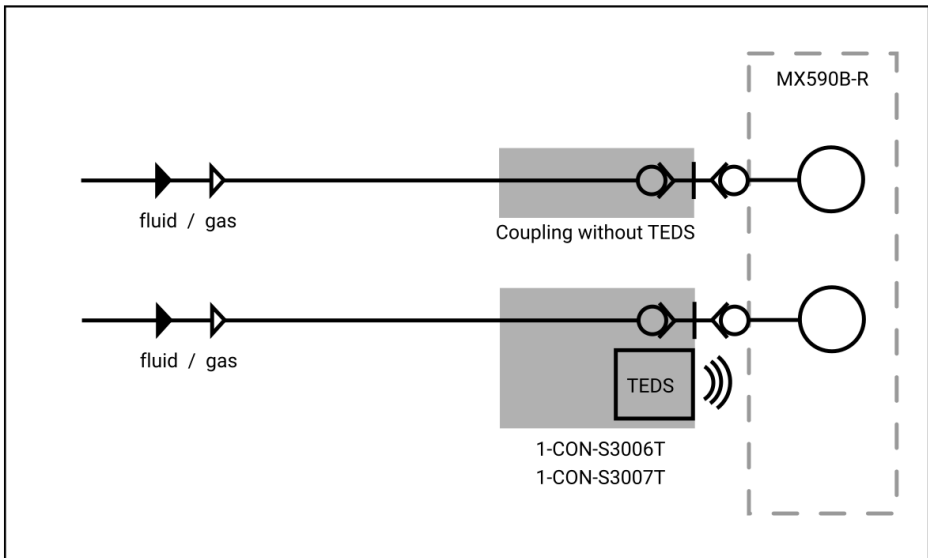 MX590B-R
fluid / gas
Coupling without TEDS
fluid / gas
TEDS
1-CON-S3006T
1-CON-S3007T